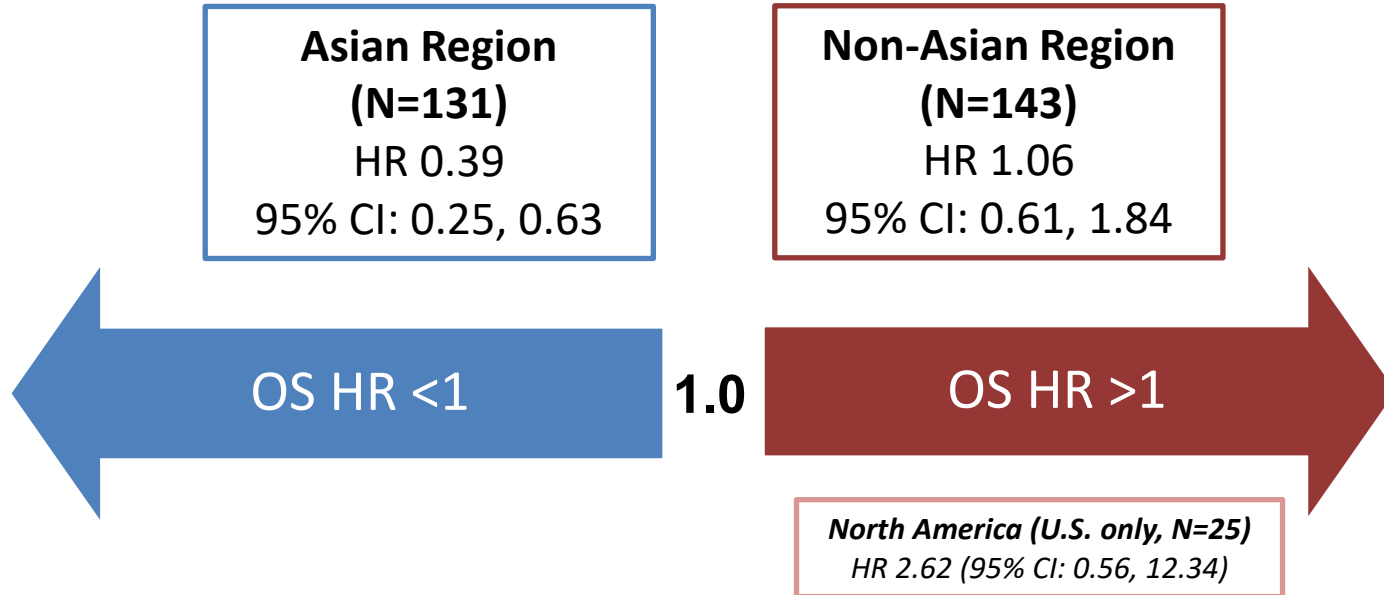 Asian Region
(N=131)
HR 0.39
95% CI: 0.25, 0.63
Non-Asian Region
(N=143)
HR 1.06
95% CI: 0.61, 1.84
OS HR <1
1.0
OS HR >1
North America (U.S. only, N=25)
HR 2.62 (95% CI: 0.56, 12.34)